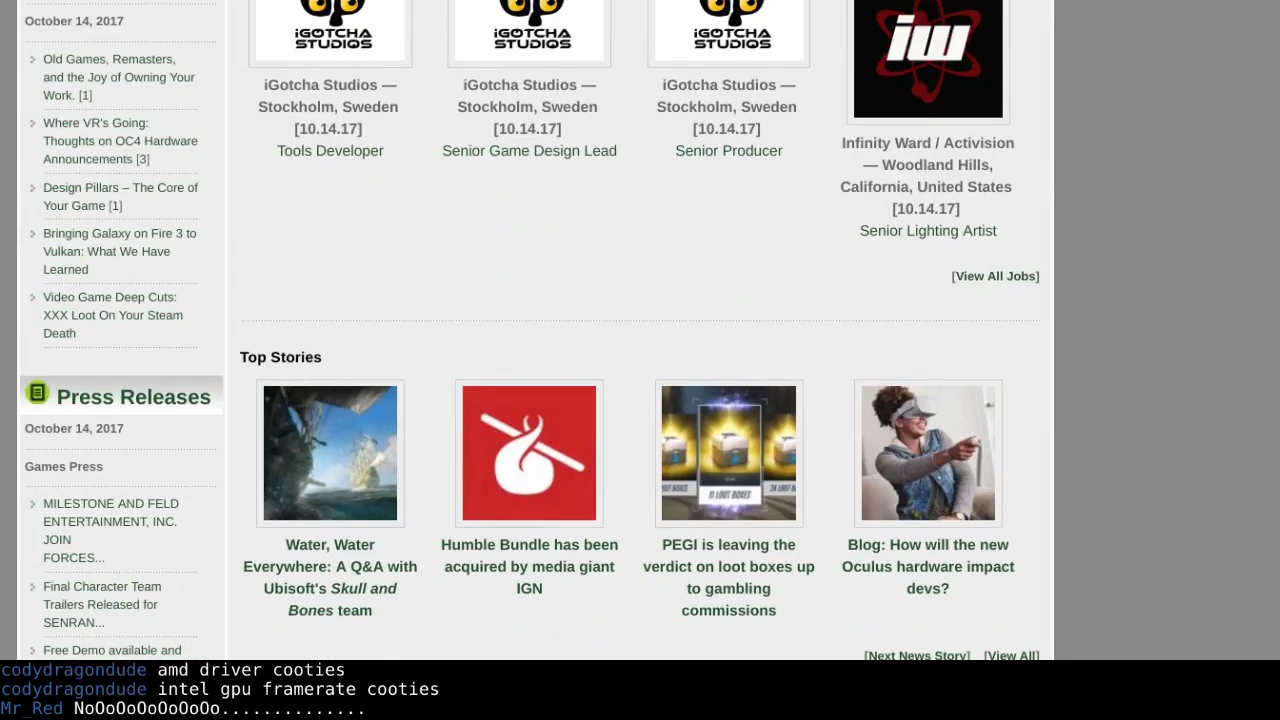 October 14, 2017
Old Games, Remasters,
and the Joy of Owning Your
Work. [1]
Where VR's Going:
Thoughts on OC4 Hardware
Announcements [3]
Design Pillars – The Core of
Your Game [1]
Bringing Galaxy on Fire 3 to
Vulkan: What We Have
Learned
Video Game Deep Cuts:
XXX Loot On Your Steam
Death
Press Releases
October 14, 2017
Games Press
MILESTONE AND FELD
ENTERTAINMENT, INC.
JOIN
FORCES...
Final Character Team
Trailers Released for
SENRAN...
Free Demo available and
iGOTCHA
STUDIOS
iGotcha Studios —
Stockholm, Sweden
[10.14.17]
Tools Developer
iGOTCHA
STUDIOS
iGotcha Studios —
Stockholm, Sweden
[10.14.17]
Senior Game Design Lead
iGOTCHA
STUDIOS
iGotcha Studios —
Stockholm, Sweden
[10.14.17]
Senior Producer
iw
Infinity Ward / Activision
— Woodland Hills,
California, United States
[10.14.17]
Senior Lighting Artist
[View All Jobs]
Top Stories
Water, Water
Everywhere: A Q&A with
Ubisoft's Skull and
Bones team
Humble Bundle has been
acquired by media giant
IGN
11 LOOT BOXES
PEGI is leaving the
verdict on loot boxes up
to gambling
commissions
Blog: How will the new
Oculus hardware impact
devs?
[Next News Story] [View All]
codydragondude amd driver cooties
codydragondude intel gpu framerate cooties
Mr_Red NoOoOoOoOoOoOo..............